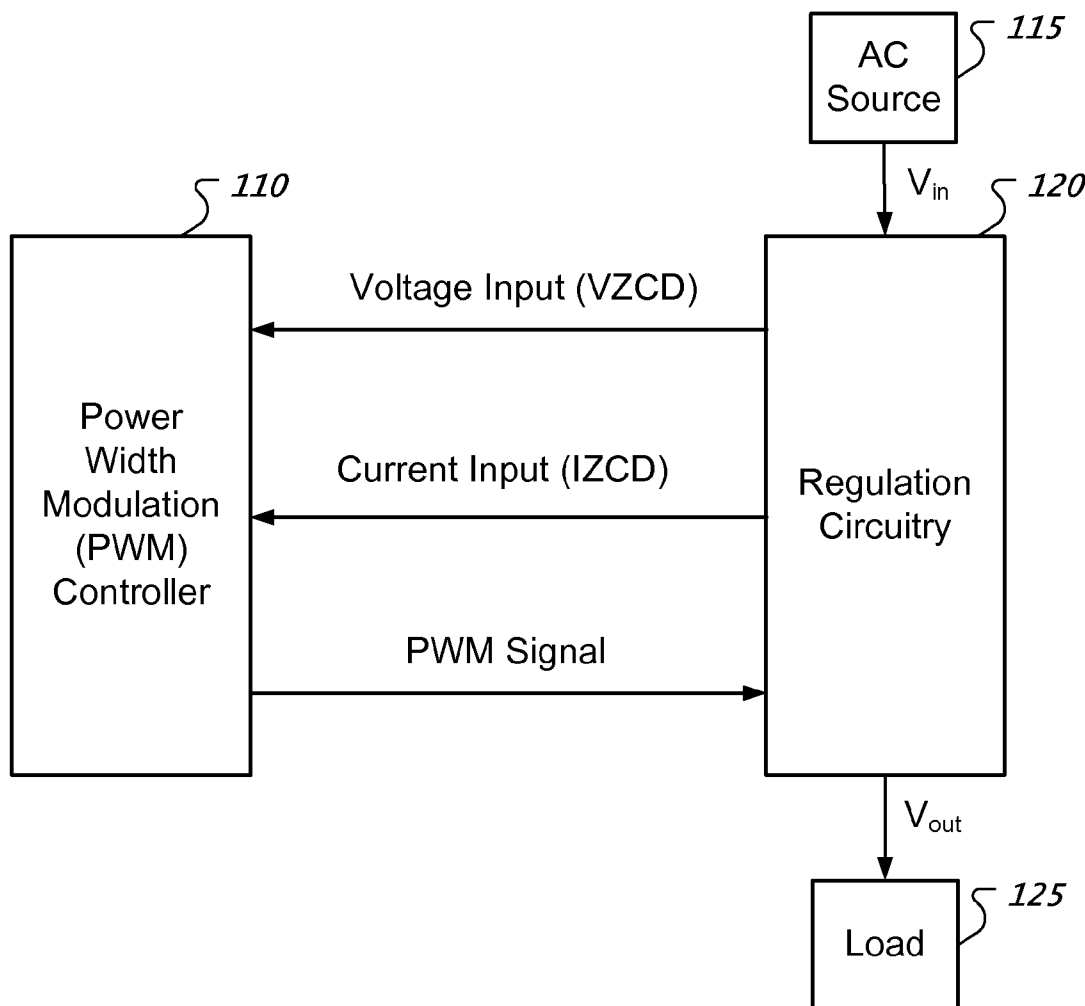 115
AC
Source
V_in
110
120
Voltage Input (VZCD)
Power
Width
Modulation
(PWM)
Controller
Current Input (IZCD)
Regulation
Circuitry
PWM Signal
V_out
125
Load